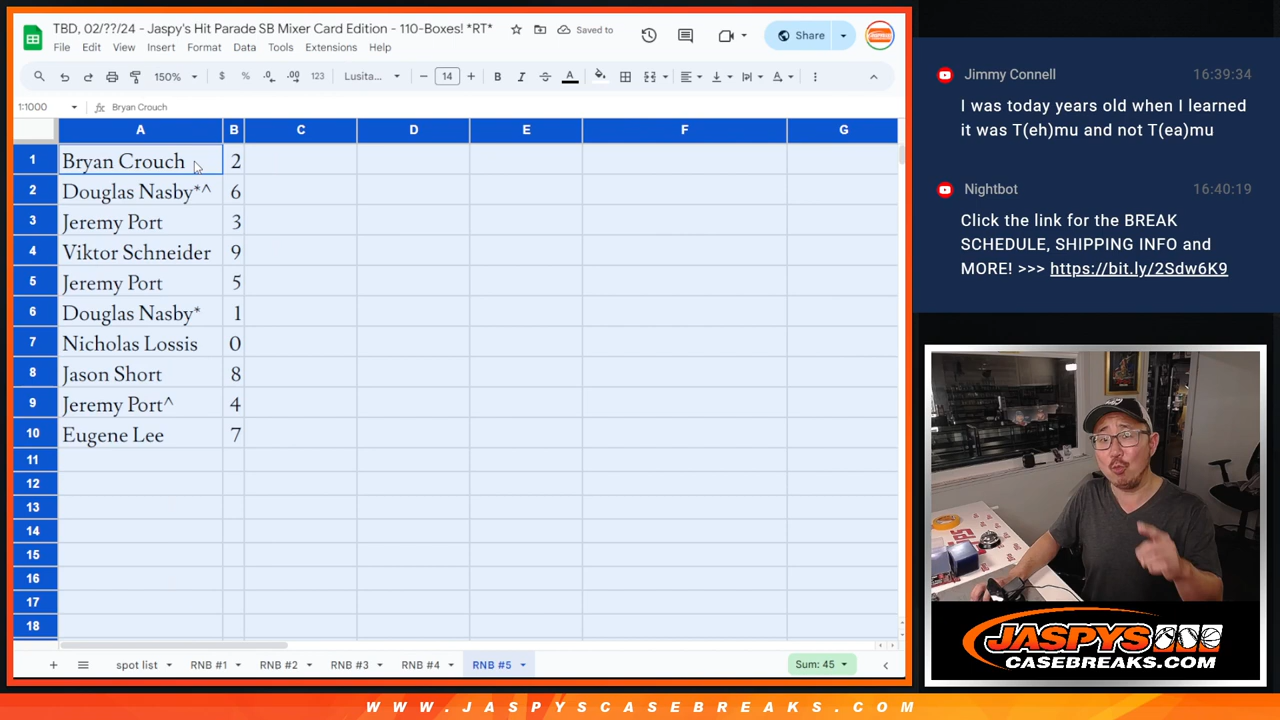 TBD, 02/??/24 - Jaspy's Hit Parade SB Mixer Card Edition - 110-Boxes! *RT*
Saved to
Share
File Edit View Insert Format Data Tools Extensions Help
150% $ % .0 .00 123 Lusita... 14 B I A
1:1000 fx Bryan Crouch
A B C D E F G
1 Bryan Crouch 2
2 Douglas Nasby*^ 6
3 Jeremy Port 3
4 Viktor Schneider 9
5 Jeremy Port 5
6 Douglas Nasby* 1
7 Nicholas Lossis 0
8 Jason Short 8
9 Jeremy Port^ 4
10 Eugene Lee 7
11
12
13
14
15
16
17
18
spot list RNB #1 RNB #2 RNB #3 RNB #4 RNB #5 Sum: 45
Jimmy Connell 16:39:34
I was today years old when I learned
it was T(eh)mu and not T(ea)mu
Nightbot 16:40:19
Click the link for the BREAK
SCHEDULE, SHIPPING INFO and
MORE! >>> https://bit.ly/2Sdw6K9
JASPYS
CASEBREAKS.COM
WWW.JASPYSCASEBREAKS.COM